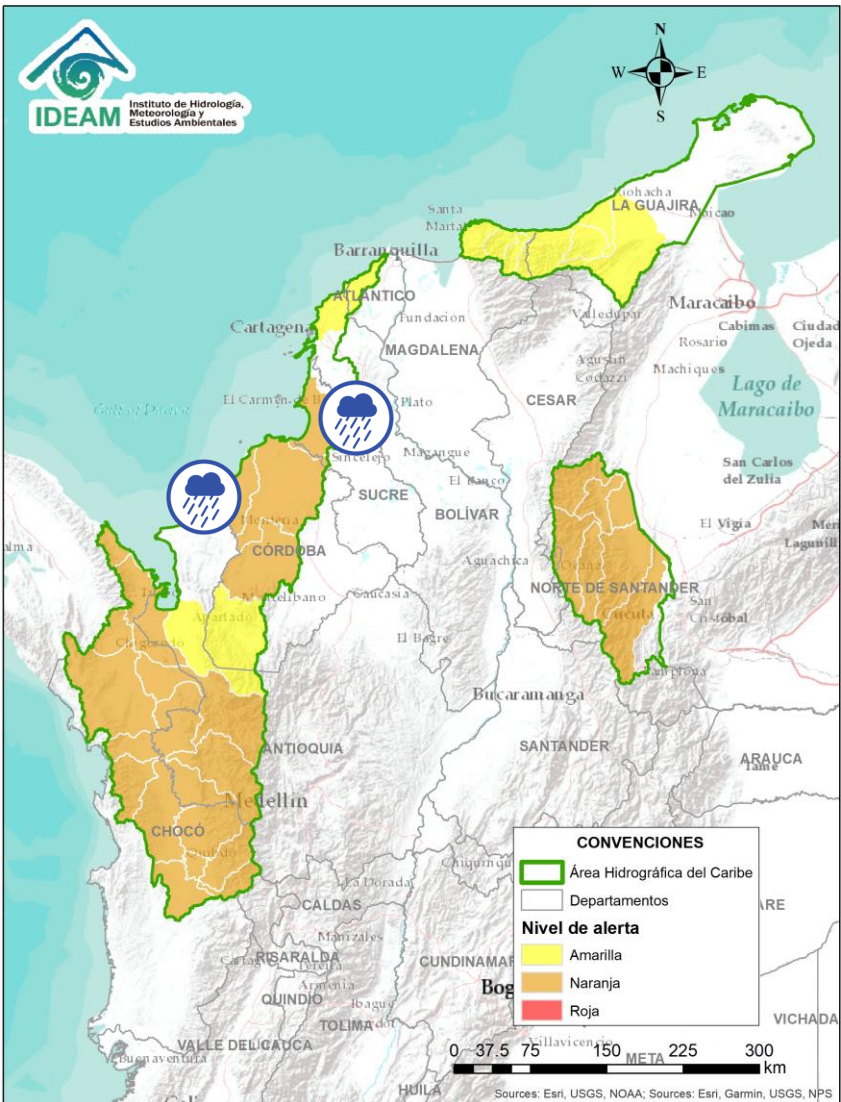 IDEAM
Instituto de Hidrología,
Meteorología y
Estudios Ambientales
N
W
E
S
Riohacha
LA GUAJIRA
Maicao
Santa
Marta
Barranquilla
ATLÁNTICO
Maracaibo
Valledupar
Cabimas
Ciudad
Ojeda
Cartagena
Fundación
Rosario
MAGDALENA
Machiques
Agustín
Codazzi
Lago de
Maracaibo
CESAR
El Carmen de B
Plato
Sincelejo
Magangué
San Carlos
del Zulia
El Banco
SUCRE
BOLÍVAR
El Vigía
Montería
CÓRDOBA
Aguachica
Ocaña
NORTE DE SANTANDER
Montelíbano
Caucasia
San
Cristóbal
Cúcuta
Turbo
Apartadó
Chigorodó
El Bagre
Pamplona
Bucaramanga
ANTIOQUIA
SANTANDER
ARAUCA
Tame
Medellín
CHOCÓ
Quibdó
La Dorada
CALDAS
Manizales
RISARALDA
Pereira
Armenia
CUNDINAMAR
QUINDÍO
Ibagué
TOLIMA
VICHADA
VALLE DEL CAUCA
Buenaventura
Villavicencio
META
HUILA
CONVENCIONES
Área Hidrográfica del Caribe
Departamentos
Nivel de alerta
Amarilla
Naranja
Roja
0 37.5 75 150 225 300
km
Sources: Esri, USGS, NOAA; Sources: Esri, Garmin, USGS, NPS